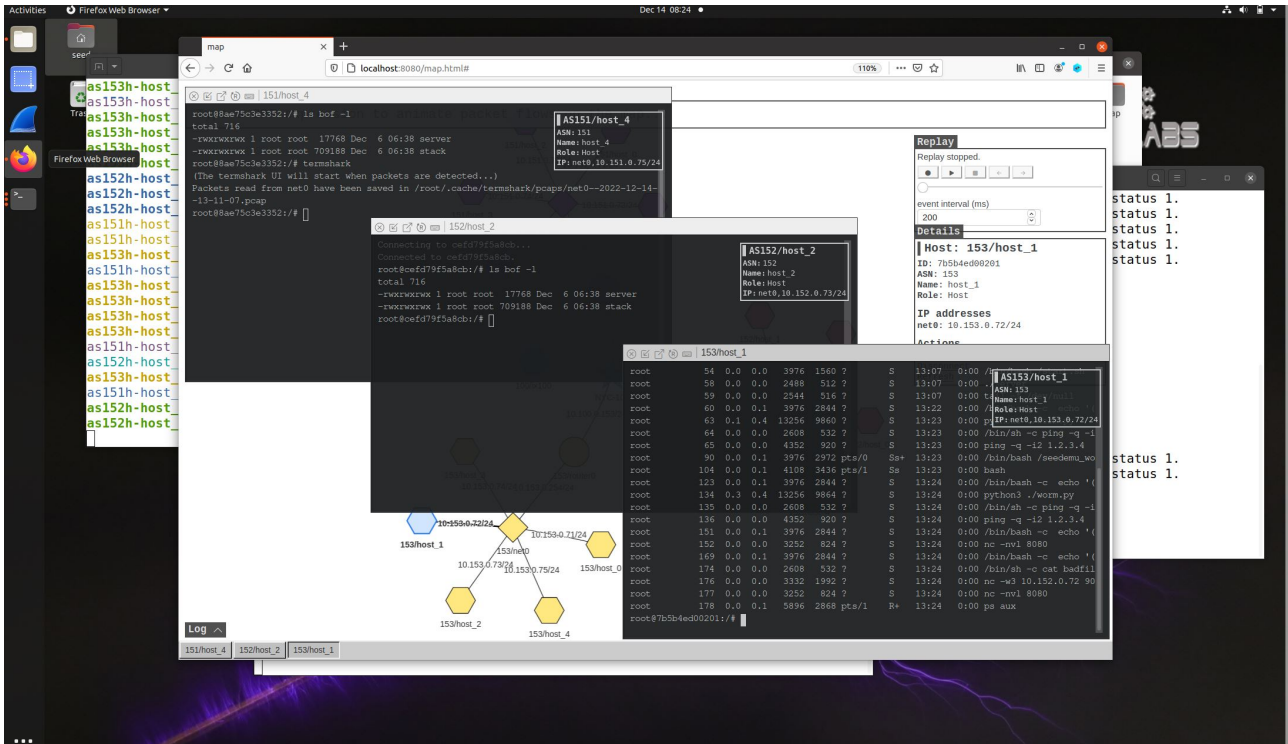 Activities
Firefox Web Browser
Dec 14 08:24
seed
map
localhost:8080/map.html#
110%
Firefox Web Browser
as153h-host_
as153h-host_
as153h-host_
as153h-host_
as153h-host_
host_
as152h-host_
as152h-host_
as152h-host_
as151h-host_
as151h-host_
as153h-host_
as151h-host_
as153h-host_
as153h-host_
as153h-host_
as151h-host_
as152h-host_
as153h-host_
as151h-host_
as152h-host_
as152h-host_
151/host_4
root@8ae75c3e3352:/# ls bof -l
total 716
-rwxrwxrwx 1 root root 17768 Dec 6 06:38 server
-rwxrwxrwx 1 root root 709188 Dec 6 06:38 stack
root@8ae75c3e3352:/# termshark
(The termshark UI will start when packets are detected...)
Packets read from net0 have been saved in /root/.cache/termshark/pcaps/net0--2022-12-14-
-13-11-07.pcap
root@8ae75c3e3352:/#
AS151/host_4
ASN: 151
Name: host_4
Role: Host
IP: net0,10.151.0.75/24
152/host_2
Connecting to cefd79f5a8cb...
Connected to cefd79f5a8cb.
root@cefd79f5a8cb:/# ls bof -l
total 716
-rwxrwxrwx 1 root root 17768 Dec 6 06:38 server
-rwxrwxrwx 1 root root 709188 Dec 6 06:38 stack
root@cefd79f5a8cb:/#
AS152/host_2
ASN: 152
Name: host_2
Role: Host
IP: net0,10.152.0.73/24
Replay
Replay stopped.
event interval (ms)
200
Details
Host: 153/host_1
ID: 7b5b4ed00201
ASN: 153
Name: host_1
Role: Host
IP addresses
net0: 10.153.0.72/24
Actions
ABS
status 1.
status 1.
status 1.
status 1.
status 1.
status 1.
153/host_1
root 54 0.0 0.0 3976 1560 ? S 13:07 0:00
root 58 0.0 0.0 2488 512 ? S 13:07 0:00
root 59 0.0 0.0 2544 516 ? S 13:07 0:00
root 60 0.0 0.1 3976 2844 ? S 13:22 0:00
root 63 0.1 0.4 13256 9860 ? S 13:23 0:00
root 64 0.0 0.0 2608 532 ? S 13:23 0:00 /bin/sh -c ping -q -i
root 65 0.0 0.0 4352 920 ? S 13:23 0:00 ping -q -i2 1.2.3.4
root 90 0.0 0.1 3976 2972 pts/0 Ss+ 13:23 0:00 /bin/bash /seedemu_wo
root 104 0.0 0.1 4108 3436 pts/1 Ss 13:23 0:00 bash
root 123 0.0 0.1 3976 2844 ? S 13:24 0:00 /bin/bash -c echo '(
root 134 0.3 0.4 13256 9864 ? S 13:24 0:00 python3 ./worm.py
root 135 0.0 0.0 2608 532 ? S 13:24 0:00 /bin/sh -c ping -q -i
root 136 0.0 0.0 4352 920 ? S 13:24 0:00 ping -q -i2 1.2.3.4
root 151 0.0 0.1 3976 2844 ? S 13:24 0:00 /bin/bash -c echo '(
root 152 0.0 0.0 3252 824 ? S 13:24 0:00 nc -nvl 8080
root 169 0.0 0.1 3976 2844 ? S 13:24 0:00 /bin/bash -c echo '(
root 174 0.0 0.0 2608 532 ? S 13:24 0:00 /bin/sh -c cat badfil
root 176 0.0 0.0 3332 1992 ? S 13:24 0:00 nc -w3 10.152.0.72 90
root 177 0.0 0.0 3252 824 ? S 13:24 0:00 nc -nvl 8080
root 178 0.0 0.1 5896 2868 pts/1 R+ 13:24 0:00 ps aux
root@7b5b4ed00201:/#
AS153/host_1
ASN: 153
Name: host_1
Role: Host
IP: net0,10.153.0.72/24
10.153.0.72/24
153/host_1
153/net0
10.153.0.71/24
153/host_0
10.153.0.73/24
10.153.0.75/24
153/host_2
153/host_4
Log
151/host_4
152/host_2
153/host_1